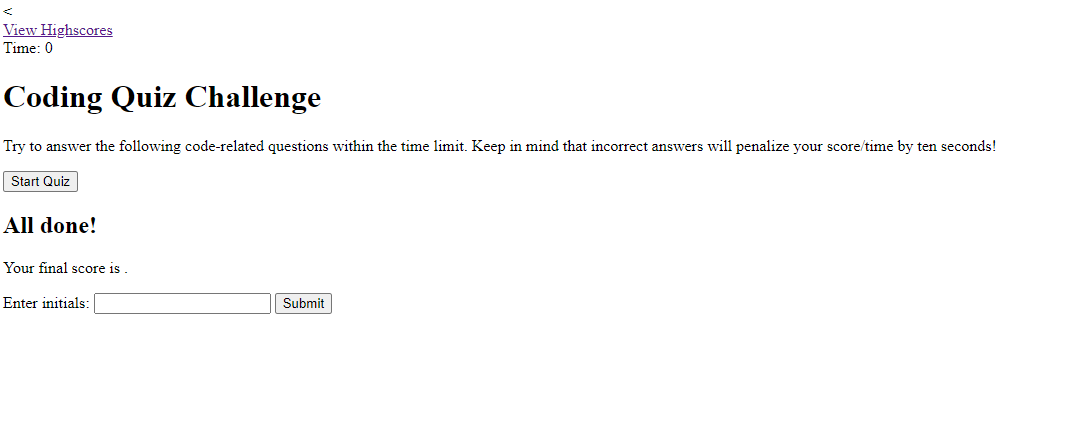 <
View Highscores
Time: 0
Coding Quiz Challenge
Try to answer the following code-related questions within the time limit. Keep in mind that incorrect answers will penalize your score/time by ten seconds!
Start Quiz
All done!
Your final score is .
Enter initials: Submit